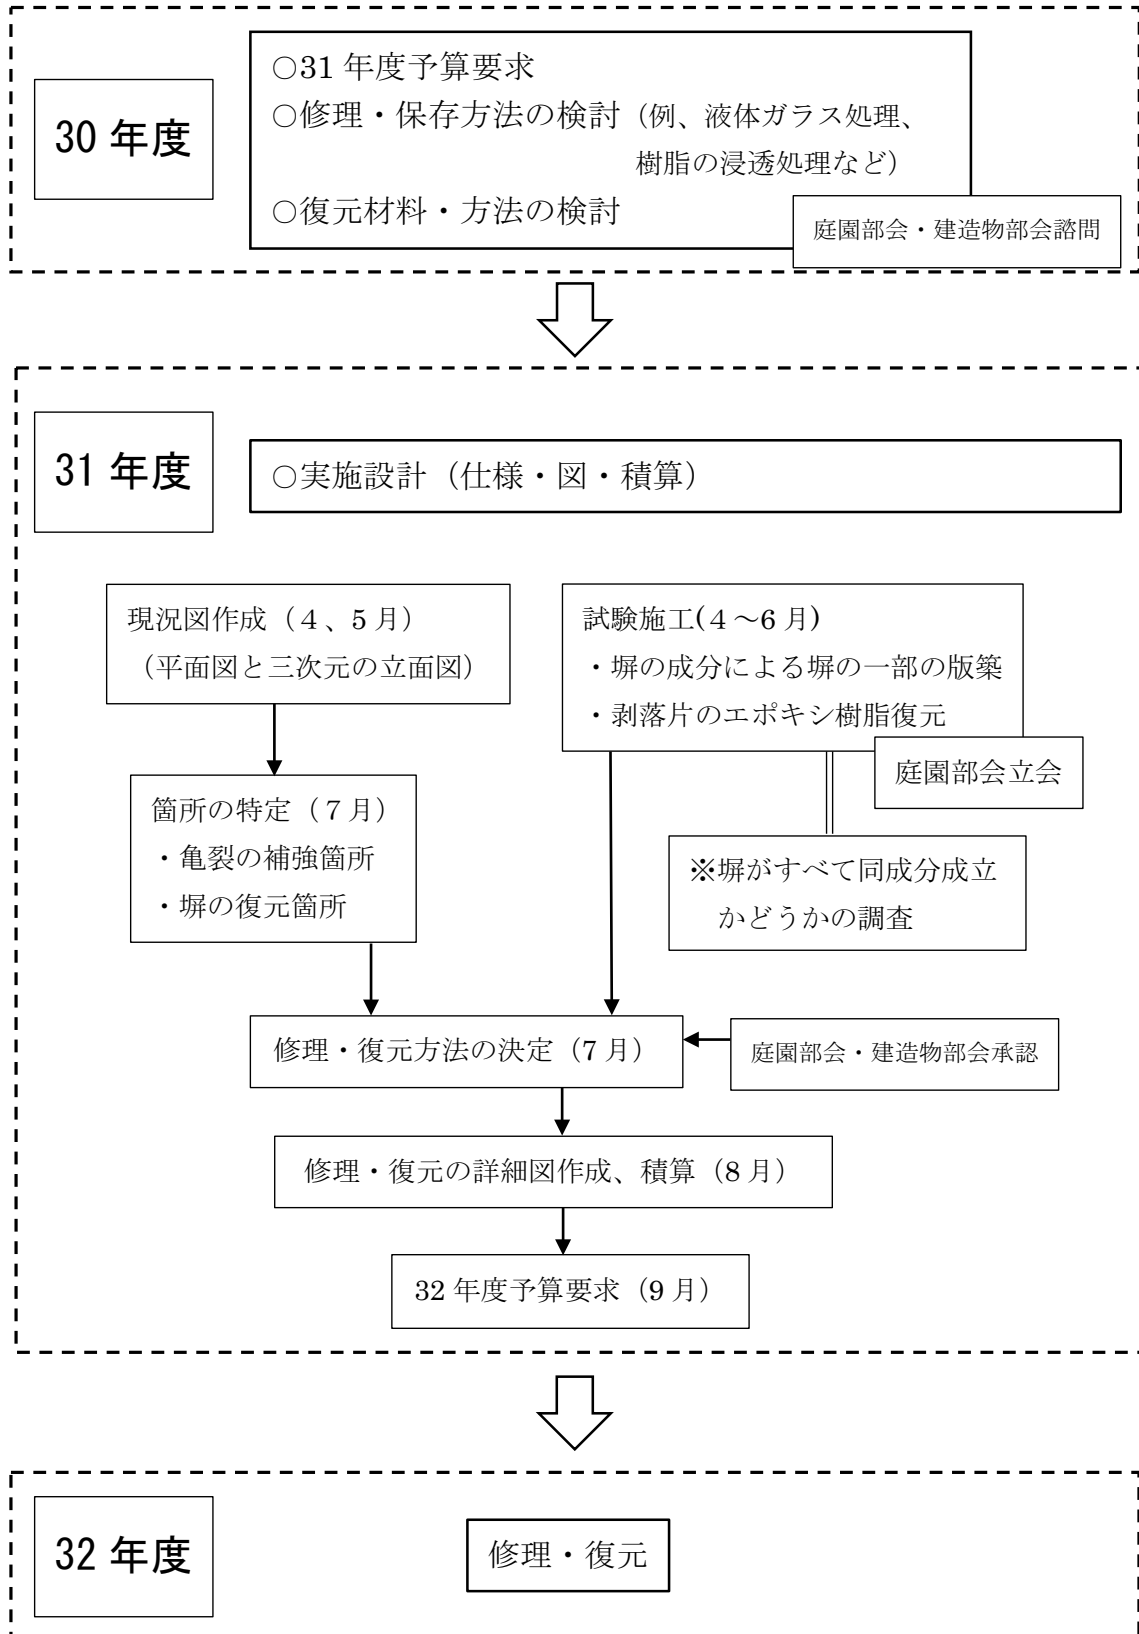 30 年度
○31 年度予算要求
○修理・保存方法の検討（例、液体ガラス処理、
樹脂の浸透処理など）
○復元材料・方法の検討
庭園部会・建造物部会諮問
31 年度
○実施設計（仕様・図・積算）
現況図作成（４、５月）
（平面図と三次元の立面図）
試験施工(４～６月)
・塀の成分による塀の一部の版築
・剥落片のエポキシ樹脂復元
庭園部会立会
箇所の特定（７月）
・亀裂の補強箇所
・塀の復元箇所
※塀がすべて同成分成立
かどうかの調査
修理・復元方法の決定（7 月）
庭園部会・建造物部会承認
修理・復元の詳細図作成、積算（8 月）
32 年度予算要求（9 月）
32 年度
修理・復元